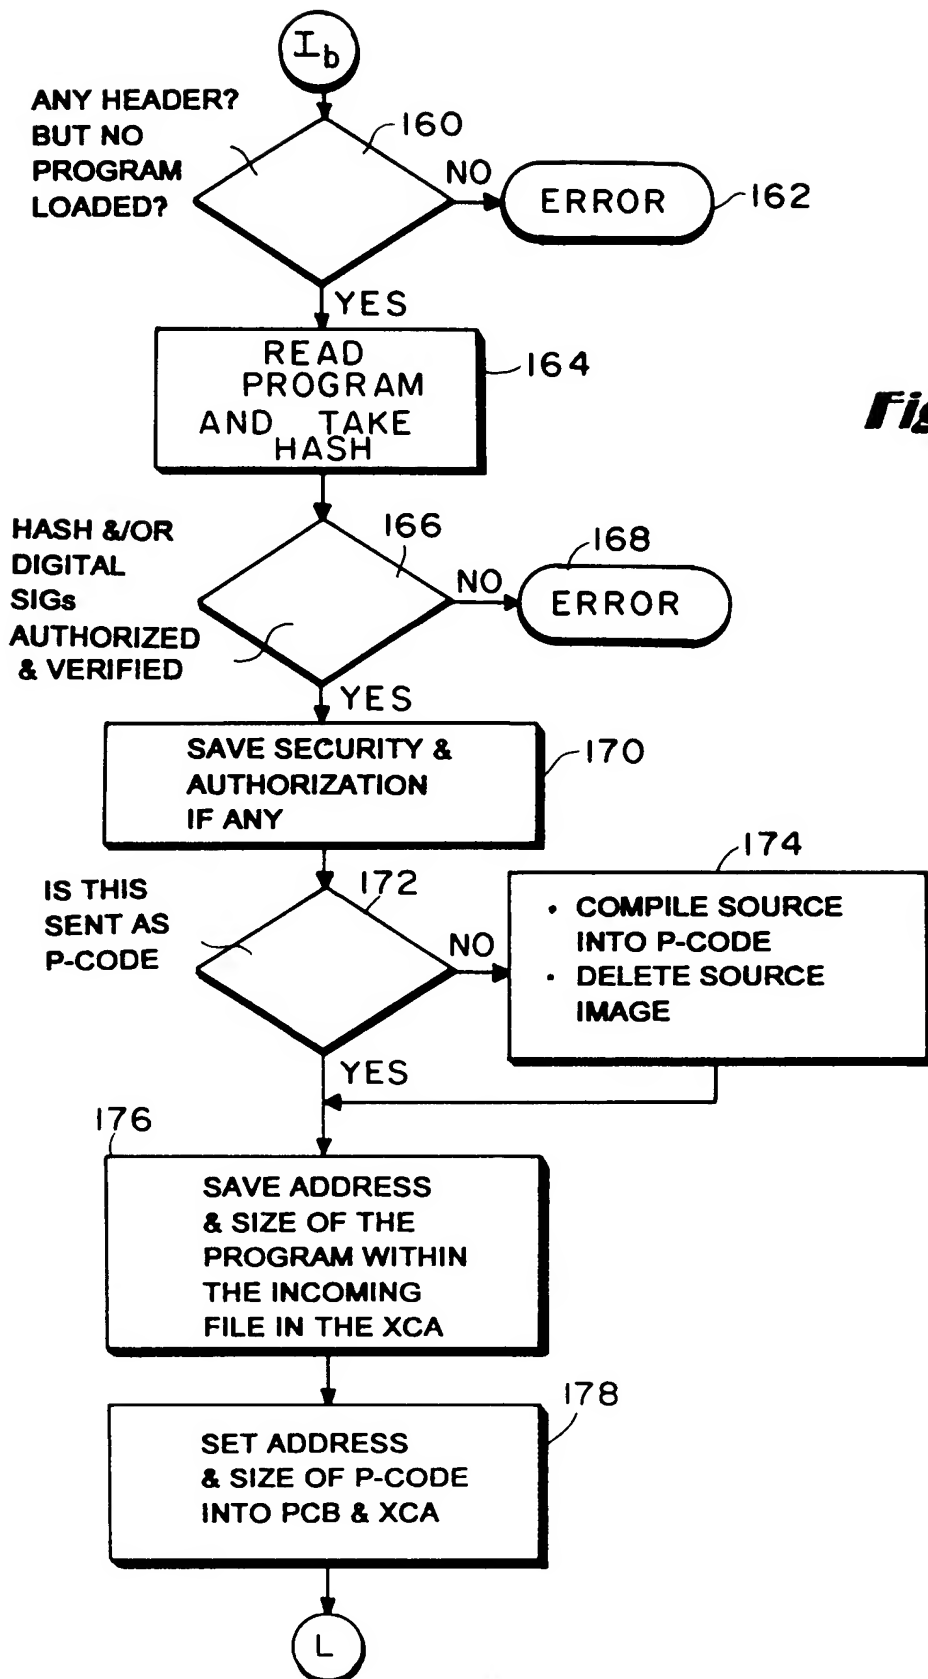 Ib
ANY HEADER?
BUT NO
PROGRAM
LOADED?
160
NO
ERROR
162
YES
READ
PROGRAM
AND TAKE
HASH
164
Fig
HASH &/OR
DIGITAL
SIGs
AUTHORIZED
& VERIFIED
166
NO
168
ERROR
YES
SAVE SECURITY &
AUTHORIZATION
IF ANY
170
IS THIS
SENT AS
P-CODE
172
NO
174
• COMPILE SOURCE
INTO P-CODE
• DELETE SOURCE
IMAGE
YES
176
SAVE ADDRESS
& SIZE OF THE
PROGRAM WITHIN
THE INCOMING
FILE IN THE XCA
178
SET ADDRESS
& SIZE OF P-CODE
INTO PCB & XCA
L